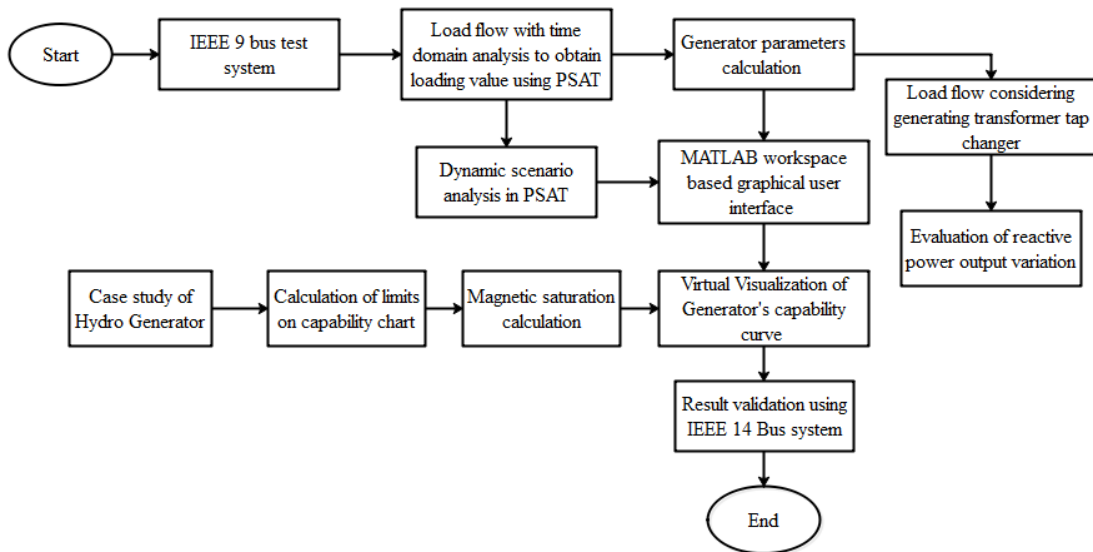 Start
IEEE 9 bus test
system
Load flow with time
domain analysis to obtain
loading value using PSAT
Generator parameters
calculation
Load flow considering
generating transformer tap
changer
Dynamic scenario
analysis in PSAT
MATLAB workspace
based graphical user
interface
Evaluation of reactive
power output variation
Case study of
Hydro Generator
Calculation of limits
on capability chart
Magnetic saturation
calculation
Virtual Visualization of
Generator's capability
curve
Result validation using
IEEE 14 Bus system
End